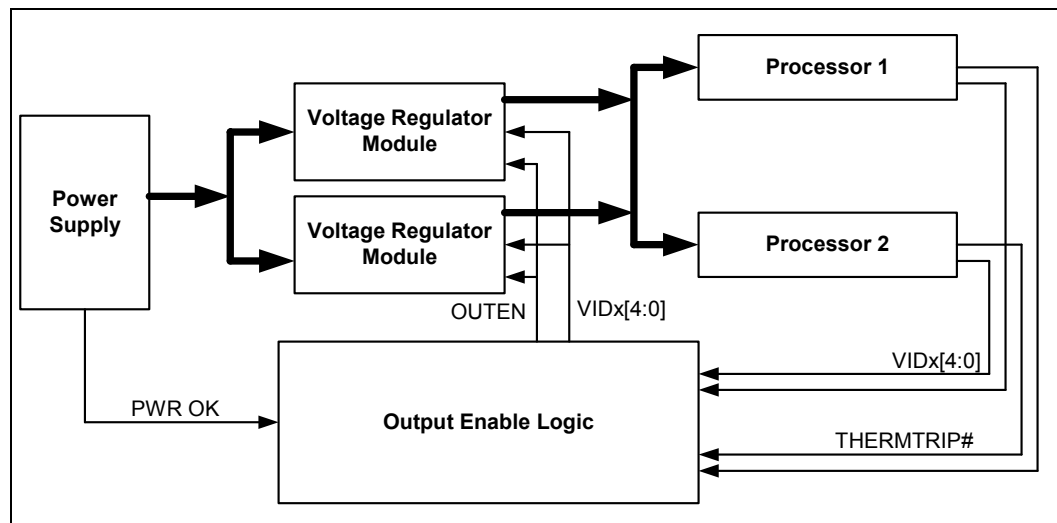 Processor 1
Voltage Regulator
Module
Power
Supply
Voltage Regulator
Module
Processor 2
OUTEN
VIDx[4:0]
VIDx[4:0]
PWR OK
Output Enable Logic
THERMTRIP#